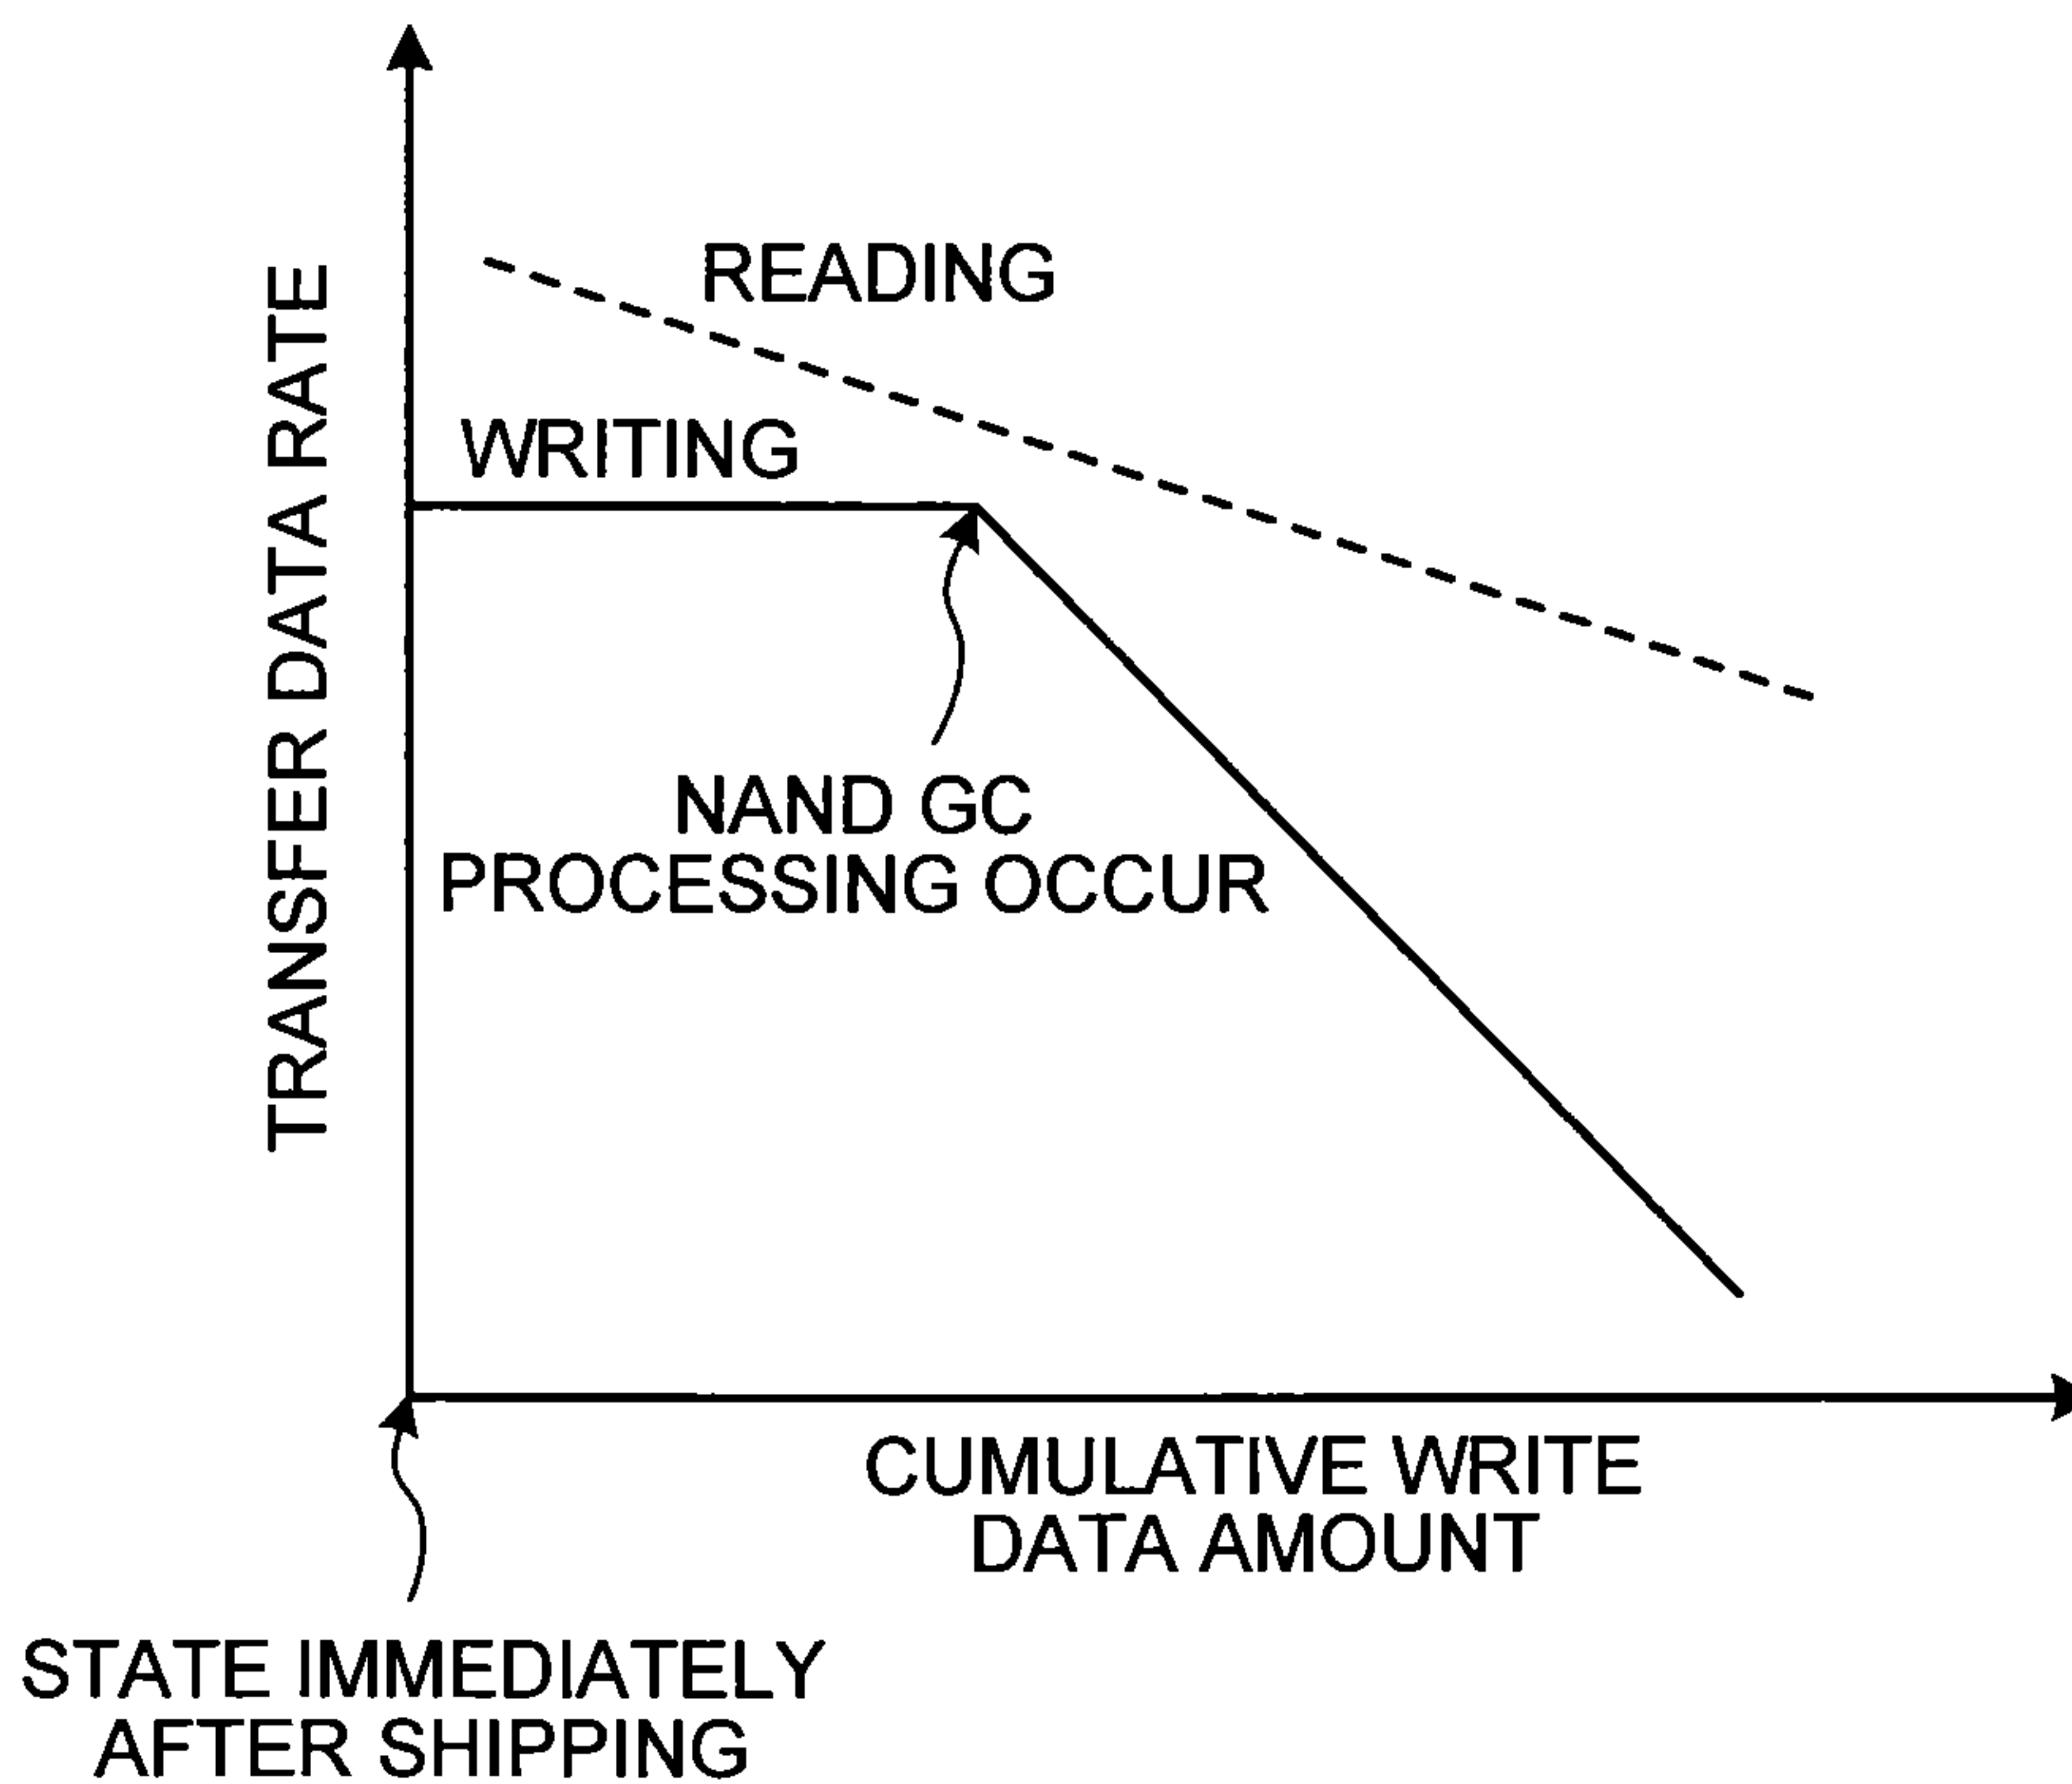 TRANSFER DATA RATE
READING
WRITING
NAND GC
PROCESSING OCCUR
CUMULATIVE WRITE
DATA AMOUNT
STATE IMMEDIATELY
AFTER SHIPPING